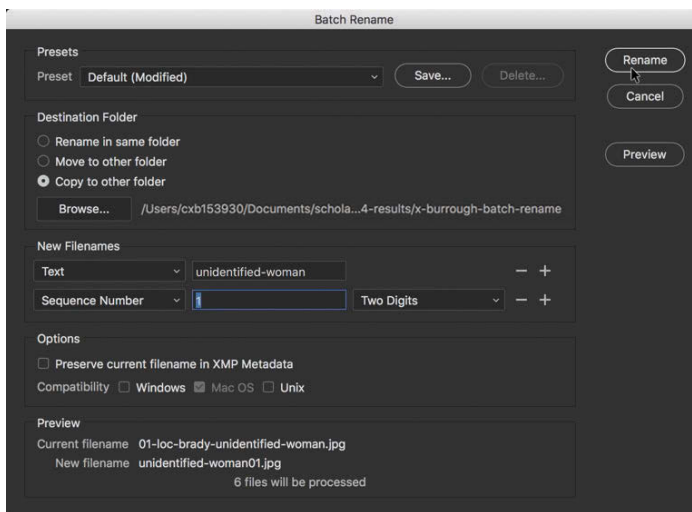 Batch Rename
Presets
Preset Default (Modified) Save... Delete... Rename
Cancel
Destination Folder
Rename in same folder
Move to other folder Preview
Copy to other folder
Browse... /Users/cxb153930/Documents/schola...4-results/x-burrough-batch-rename
New Filenames
Text unidentified-woman
Sequence Number 1 Two Digits
Options
Preserve current filename in XMP Metadata
Compatibility Windows Mac OS Unix
Preview
Current filename 01-loc-brady-unidentified-woman.jpg
New filename unidentified-woman01.jpg
6 files will be processed